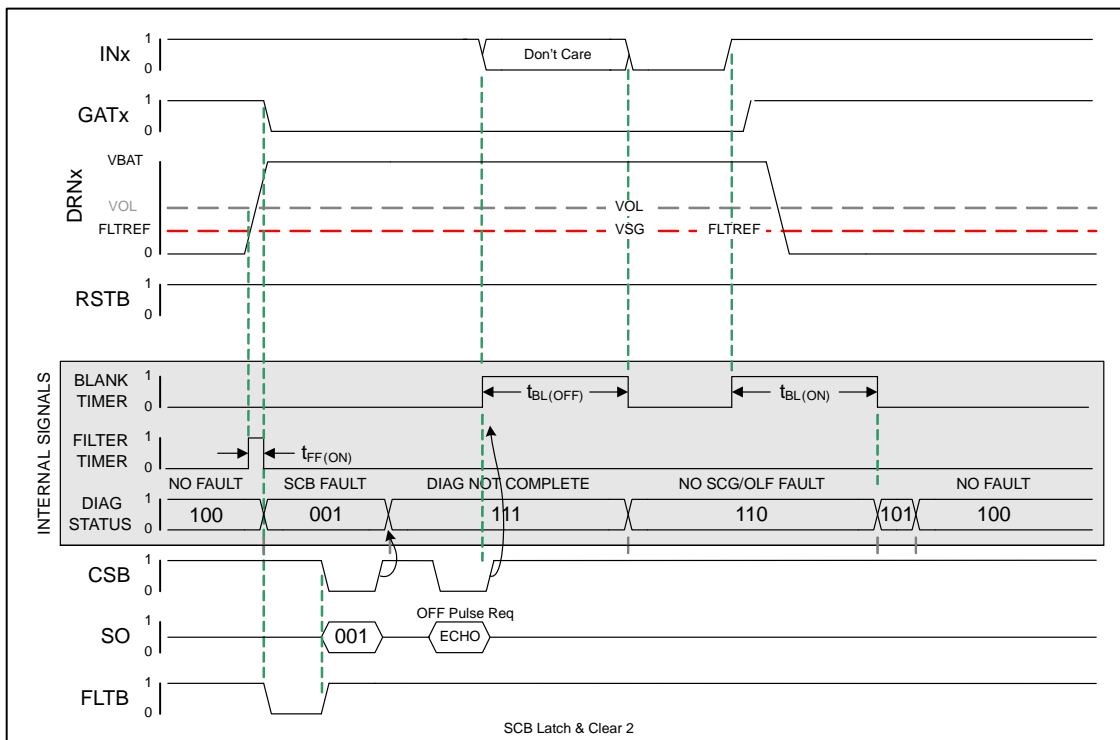 INx
1
0
Don't Care
GATx
1
0
DRNx
VBAT
VOL
VOL
FLTREF
VSG
FLTREF
0
RSTB
1
0
INTERNAL SIGNALS
BLANK
TIMER
1
0
tBL(OFF)
tBL(ON)
FILTER
TIMER
1
0
tFF(ON)
NO FAULT
SCB FAULT
DIAG NOT COMPLETE
NO SCG/OLF FAULT
NO FAULT
DIAG
STATUS
1
0
100
001
111
110
101
100
CSB
1
0
OFF Pulse Req
SO
1
0
001
ECHO
FLTB
1
0
SCB Latch & Clear 2